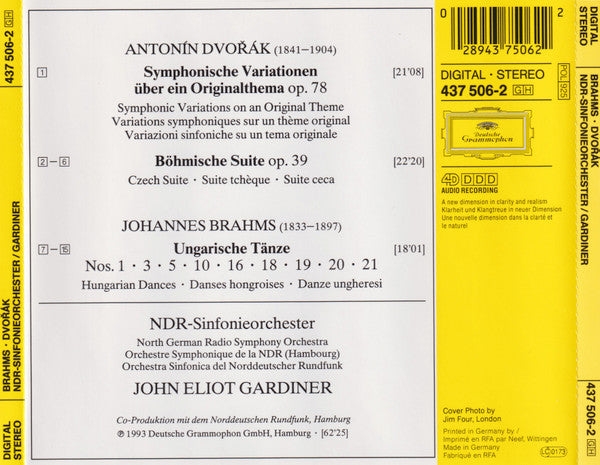 437 506-2 GH
DIGITAL STEREO
BRAHMS · DVOŘÁK
NDR-SINFONIEORCHESTER / GARDINER
ANTONÍN DVOŘÁK (1841–1904)
1 Symphonische Variationen [21'08]
über ein Originalthema op. 78
Symphonic Variations on an Original Theme
Variations symphoniques sur un thème original
Variazioni sinfoniche su un tema originale
2 – 6 Böhmische Suite op. 39 [22'20]
Czech Suite · Suite tchèque · Suite ceca
JOHANNES BRAHMS (1833–1897)
7 – 15 Ungarische Tänze [18'01]
Nos. 1 · 3 · 5 · 10 · 16 · 18 · 19 · 20 · 21
Hungarian Dances · Danses hongroises · Danze ungheresi
NDR-Sinfonieorchester
North German Radio Symphony Orchestra
Orchestre Symphonique de la NDR (Hambourg)
Orchestra Sinfonica del Norddeutscher Rundfunk
JOHN ELIOT GARDINER
Co-Produktion mit dem Norddeutschen Rundfunk, Hamburg
℗ 1993 Deutsche Grammophon GmbH, Hamburg · [62'25]
0 28943 75062 2
DIGITAL · STEREO
437 506-2 GH
POL 925
Deutsche
Grammophon
4D DDD
AUDIO RECORDING
A new dimension in clarity and realism
Klarheit und Klangtreue in neuer Dimension
Une nouvelle dimension dans la clarté et
le naturel
Cover Photo by
Jim Four, London
Printed in Germany by /
Imprimé en RFA par Neef, Wittingen
Made in Germany
Fabriqué en RFA
LC 0173
DIGITAL STEREO
BRAHMS · DVOŘÁK
NDR-SINFONIEORCHESTER / GARDINER
437 506-2 GH